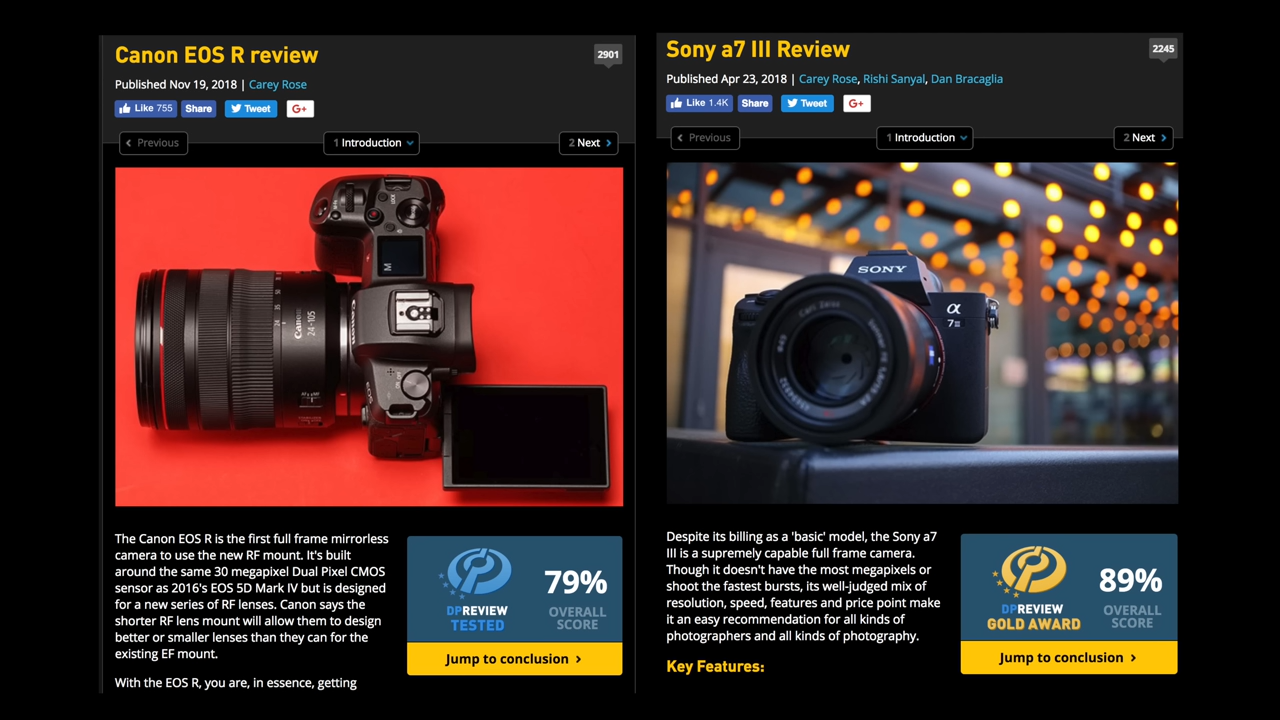 Canon EOS R review
2901
Published Nov 19, 2018 | Carey Rose
Like 755
Share
Tweet
G+
Previous
1 Introduction
2 Next
M
Canon
24-105
The Canon EOS R is the first full frame mirrorless
camera to use the new RF mount. It's built
around the same 30 megapixel Dual Pixel CMOS
sensor as 2016's EOS 5D Mark IV but is designed
for a new series of RF lenses. Canon says the
shorter RF lens mount will allow them to design
better or smaller lenses than they can for the
existing EF mount.
With the EOS R, you are, in essence, getting
DPREVIEW
TESTED
79%
OVERALL
SCORE
Jump to conclusion
Sony a7 III Review
2245
Published Apr 23, 2018 | Carey Rose, Rishi Sanyal, Dan Bracaglia
Like 1.4K
Share
Tweet
G+
Previous
1 Introduction
2 Next
SONY
α
7III
Carl Zeiss
Despite its billing as a 'basic' model, the Sony a7
III is a supremely capable full frame camera.
Though it doesn't have the most megapixels or
shoot the fastest bursts, its well-judged mix of
resolution, speed, features and price point make
it an easy recommendation for all kinds of
photographers and all kinds of photography.
Key Features:
DPREVIEW
GOLD AWARD
89%
OVERALL
SCORE
Jump to conclusion